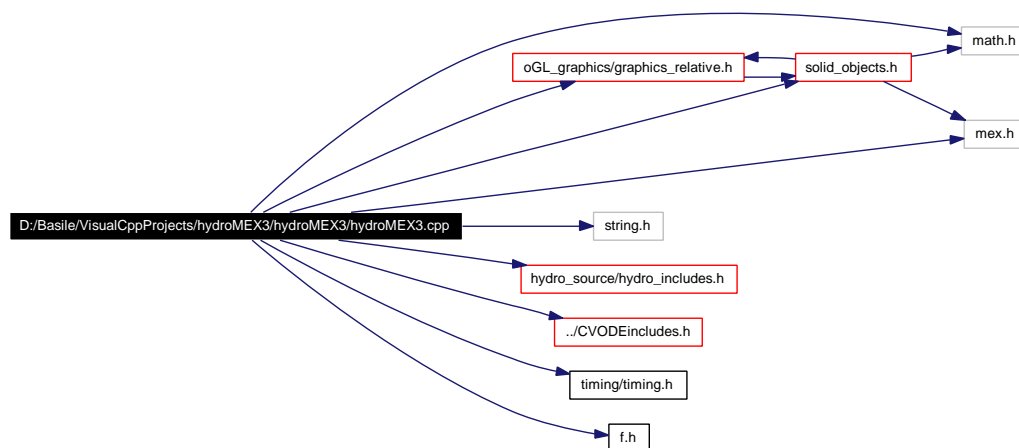 math.h
oGL_graphics/graphics_relative.h
solid_objects.h
mex.h
D:/Basile/VisualCppProjects/hydroMEX3/hydroMEX3/hydroMEX3.cpp
string.h
hydro_source/hydro_includes.h
../CVODEincludes.h
timing/timing.h
f.h